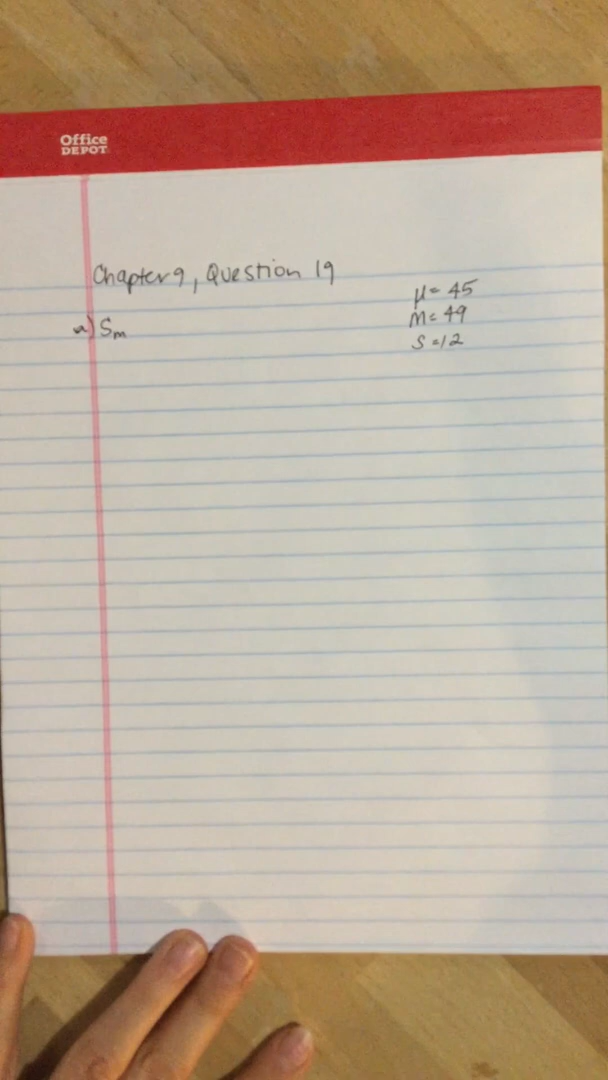 Office
DEPOT
Chapter 9, Question 19
μ = 45
M = 49
S = 12
a) Sm